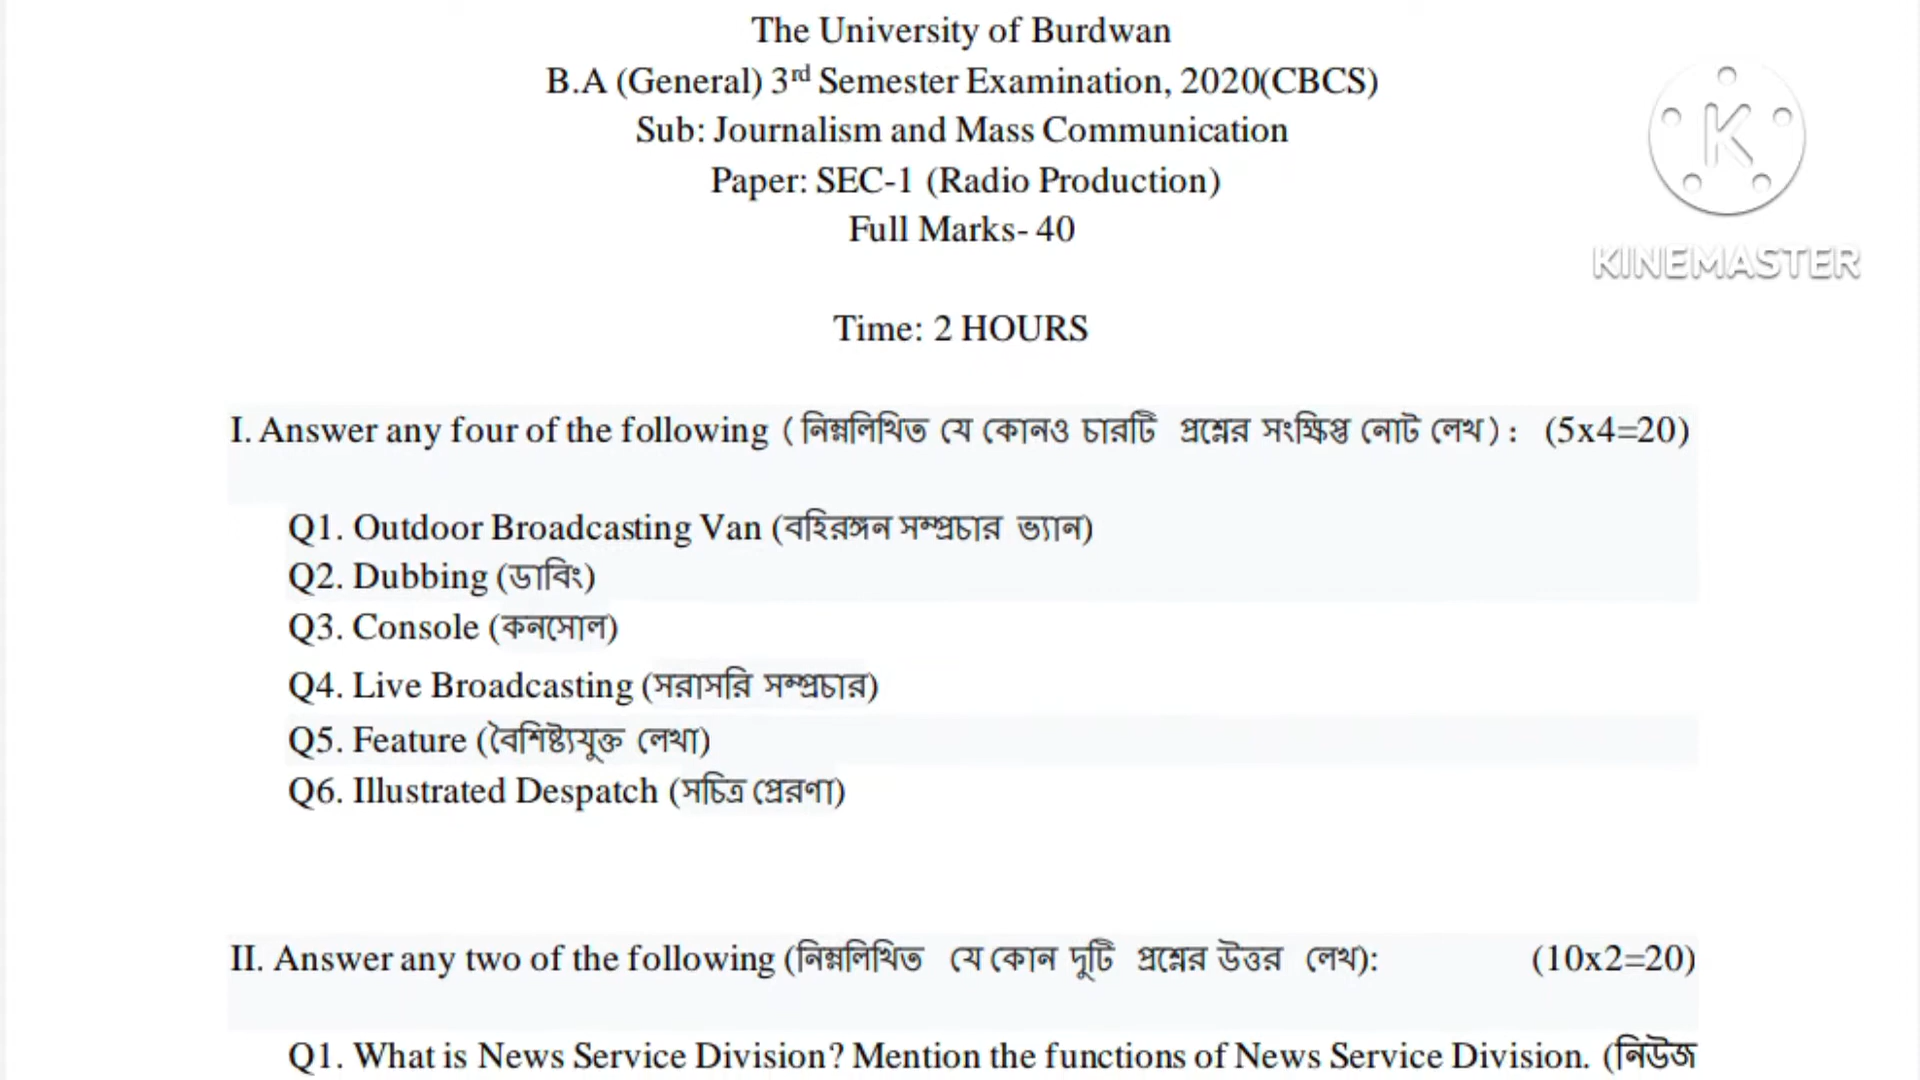 The University of Burdwan
B.A (General) 3rd Semester Examination, 2020(CBCS)
Sub: Journalism and Mass Communication
Paper: SEC-1 (Radio Production)
Full Marks- 40
K
KINEMASTER
Time: 2 HOURS
I. Answer any four of the following (নিম্নলিখিত যে কোনও চারটি প্রশ্নের সংক্ষিপ্ত নোট লেখ): (5x4=20)
Q1. Outdoor Broadcasting Van (বহিরঙ্গন সম্প্রচার ভ্যান)
Q2. Dubbing (ডাবিং)
Q3. Console (কনসোল)
Q4. Live Broadcasting (সরাসরি সম্প্রচার)
Q5. Feature (বৈশিষ্ট্যযুক্ত লেখা)
Q6. Illustrated Despatch (সচিত্র প্রেরণা)
II. Answer any two of the following (নিম্নলিখিত যে কোন দুটি প্রশ্নের উত্তর লেখ): (10x2=20)
Q1. What is News Service Division? Mention the functions of News Service Division. (নিউজ